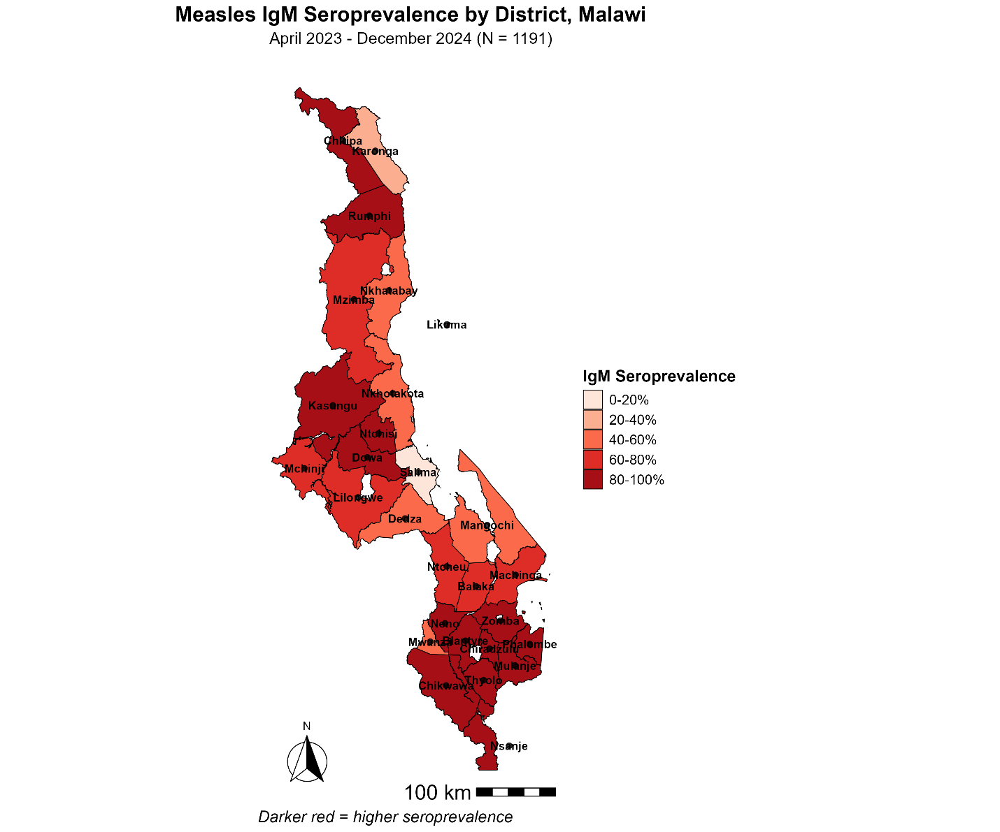 Measles IgM Seroprevalence by District, Malawi
April 2023 - December 2024 (N = 1191)
Chitipa
Karonga
Rumphi
Nkhatabay
Mzimba
Likoma
Nkhotakota
Kasungu
Ntchisi
Dowa
Mchinji
Salima
Lilongwe
Dedza
Mangochi
Ntcheu
Machinga
Balaka
Zomba
Neno
Mwanza
Blantyre
Phalombe
Chiradzulu
Mulanje
Thyolo
Chikwawa
Nsanje
IgM Seroprevalence
0-20%
20-40%
40-60%
60-80%
80-100%
N
100 km
Darker red = higher seroprevalence